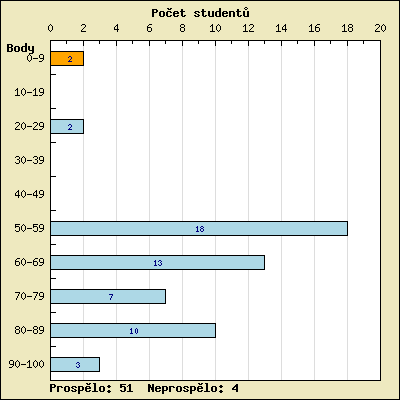 Počet studentů
0 2 4 6 8 10 12 14 16 18 20
Body
0-9 2
10-19
20-29 2
30-39
40-49
50-59 18
60-69 13
70-79 7
80-89 10
90-100 3
Prospělo: 51 Neprospělo: 4